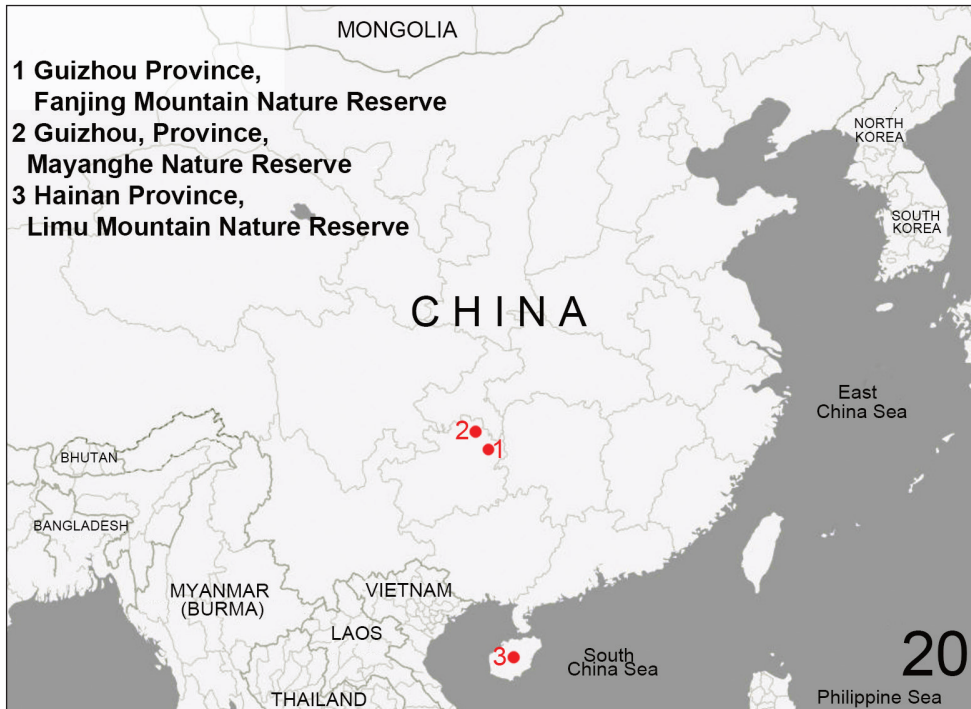 MONGOLIA
1 Guizhou Province,
Fanjing Mountain Nature Reserve
2 Guizhou, Province,
Mayanghe Nature Reserve
3 Hainan Province,
Limu Mountain Nature Reserve
NORTH
KOREA
SOUTH
KOREA
CHINA
East
China Sea
2
1
BHUTAN
BANGLADESH
MYANMAR
(BURMA)
VIETNAM
LAOS
THAILAND
3
South
China Sea
20
Philippine Sea